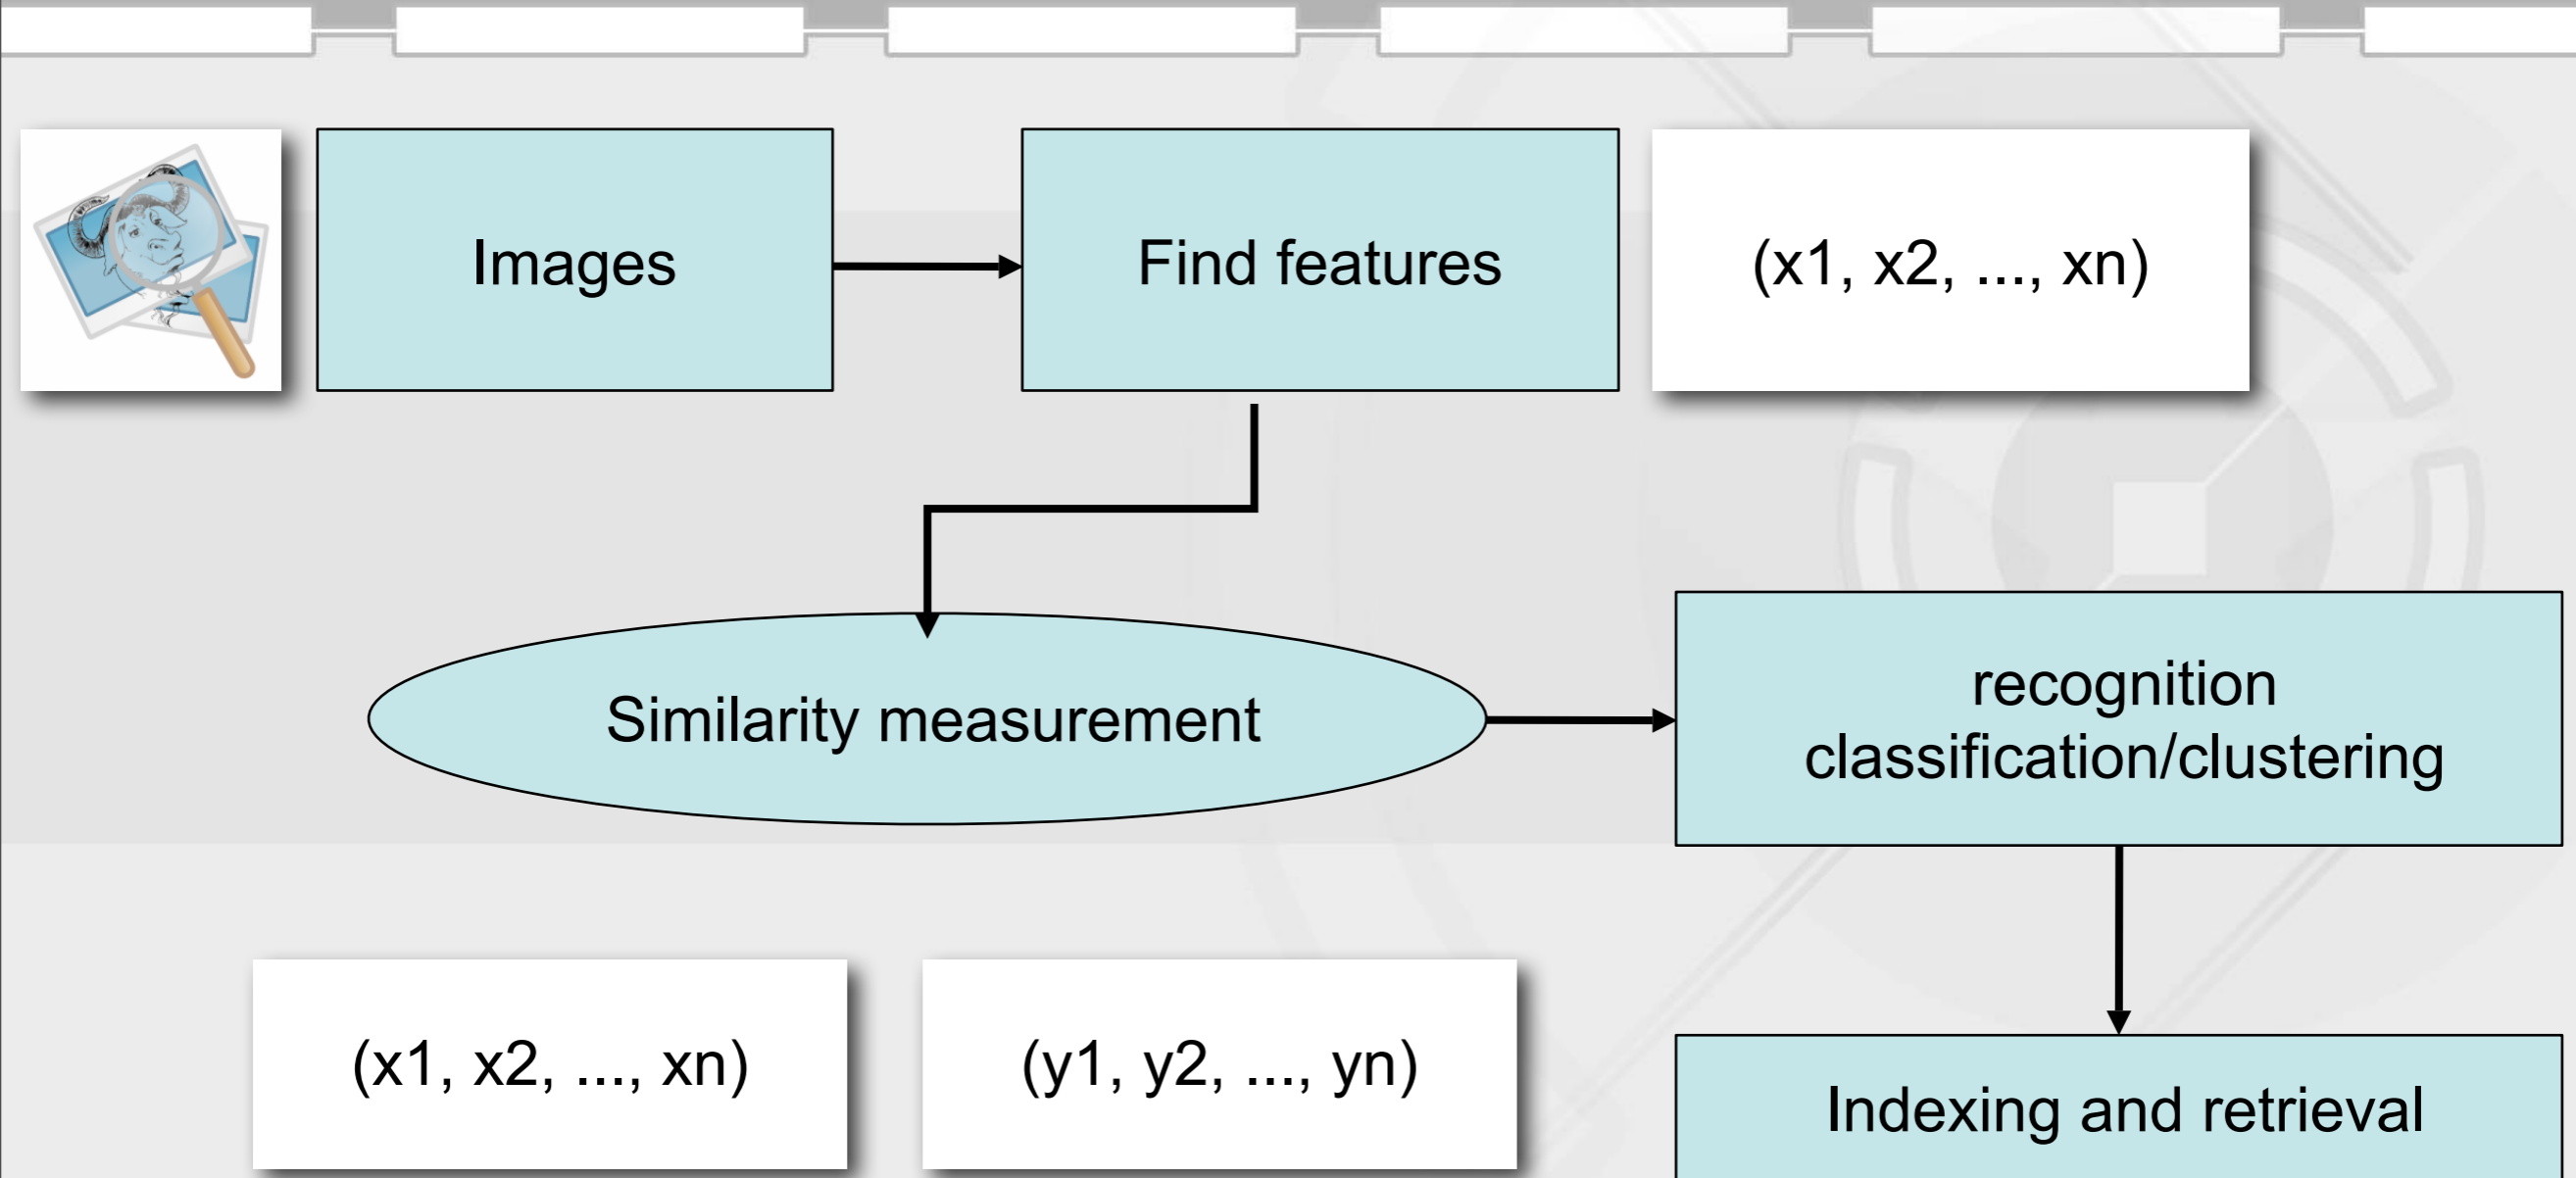 Images
Find features
(x1, x2, ..., xn)
Similarity measurement
recognition
classification/clustering
(x1, x2, ..., xn)
(y1, y2, ..., yn)
Indexing and retrieval